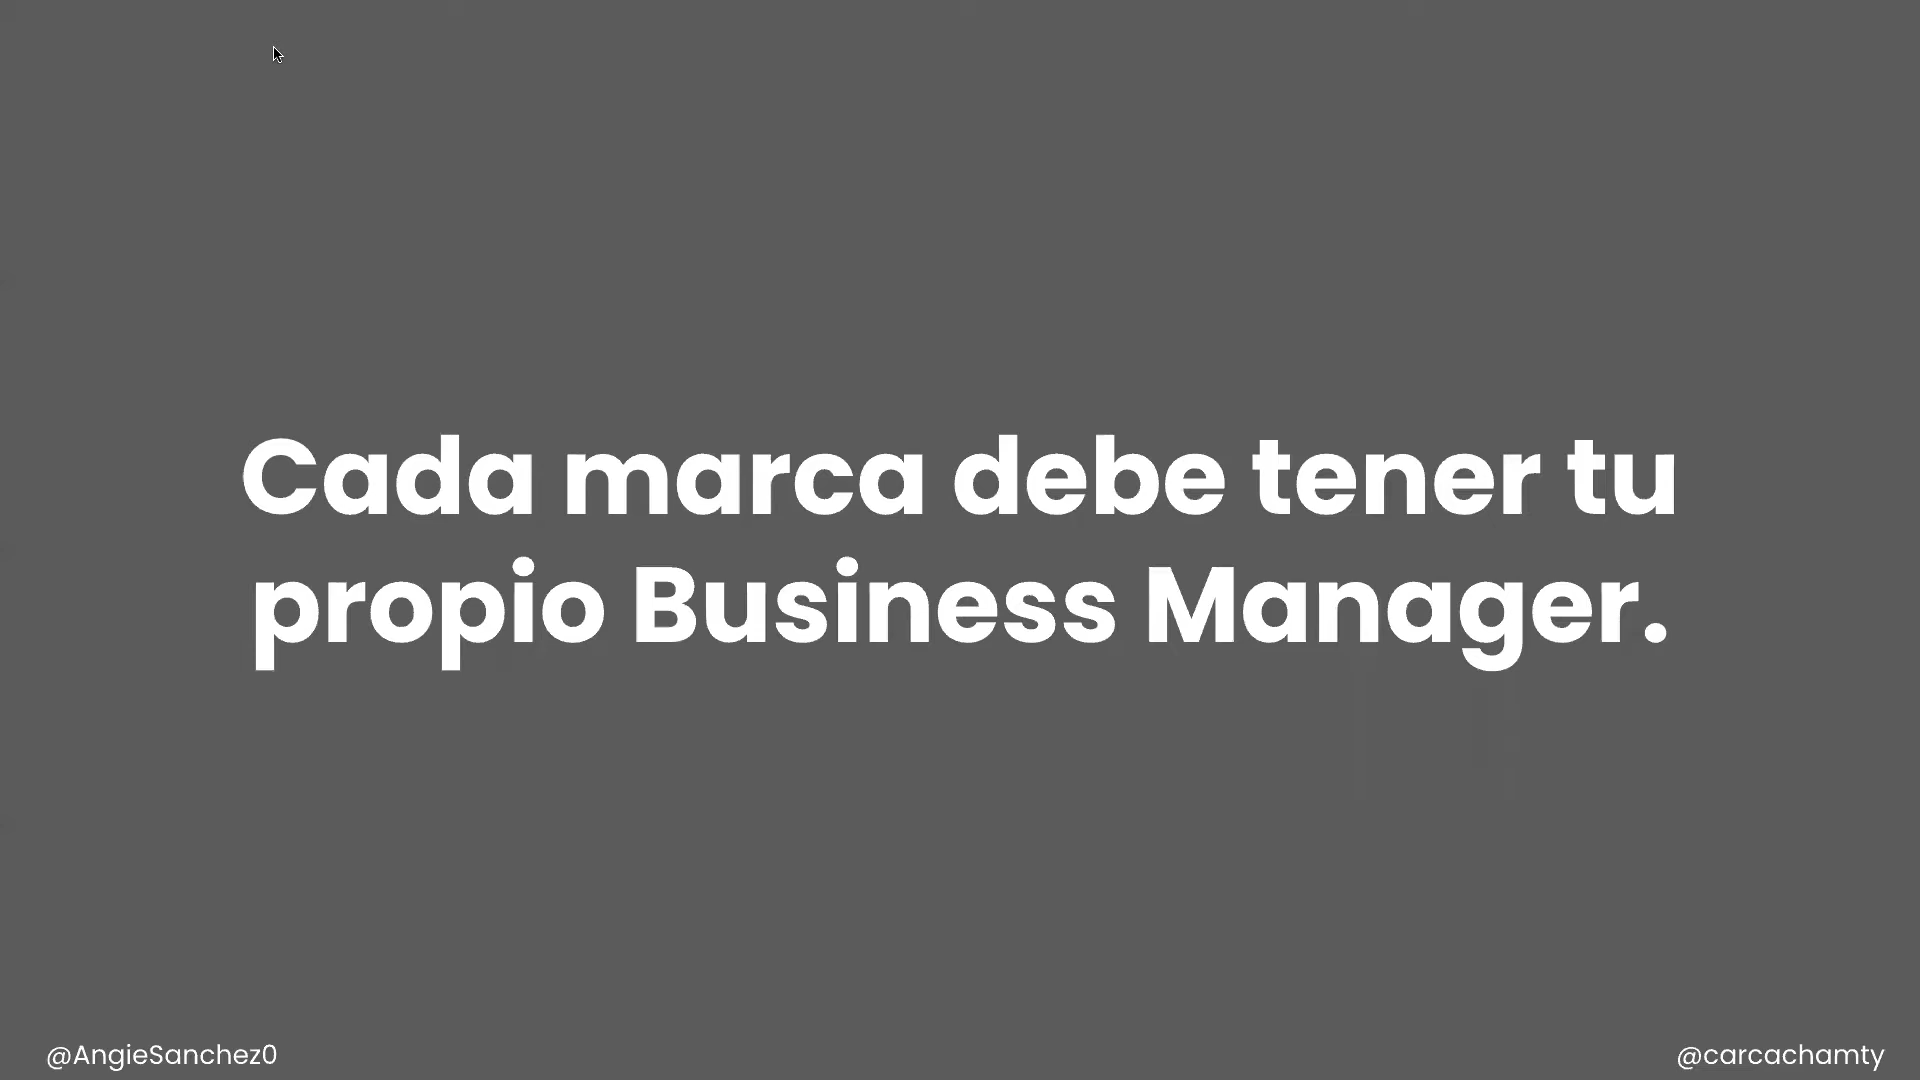 Cada marca debe tener tu
propio Business Manager.
@AngieSanchez0
@carcachamty